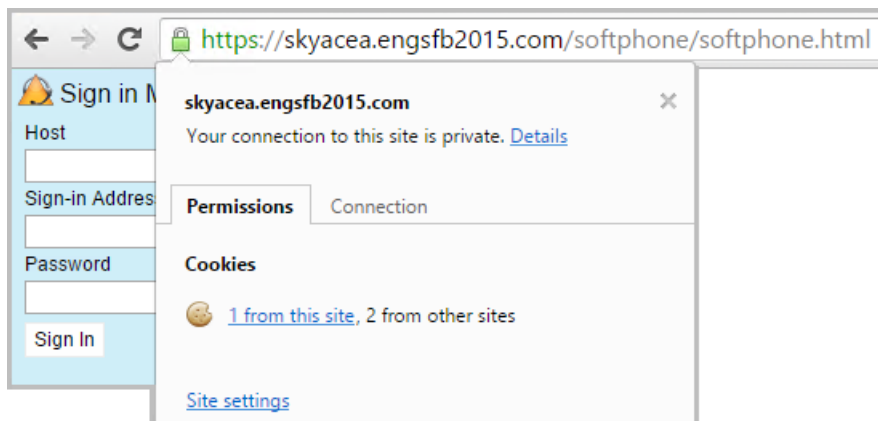 https://skyacea.engsfb2015.com/softphone/softphone.html
Sign in
Host
Sign-in Addres
Password
Sign In
skyacea.engsfb2015.com
Your connection to this site is private. Details
Permissions Connection
Cookies
1 from this site, 2 from other sites
Site settings